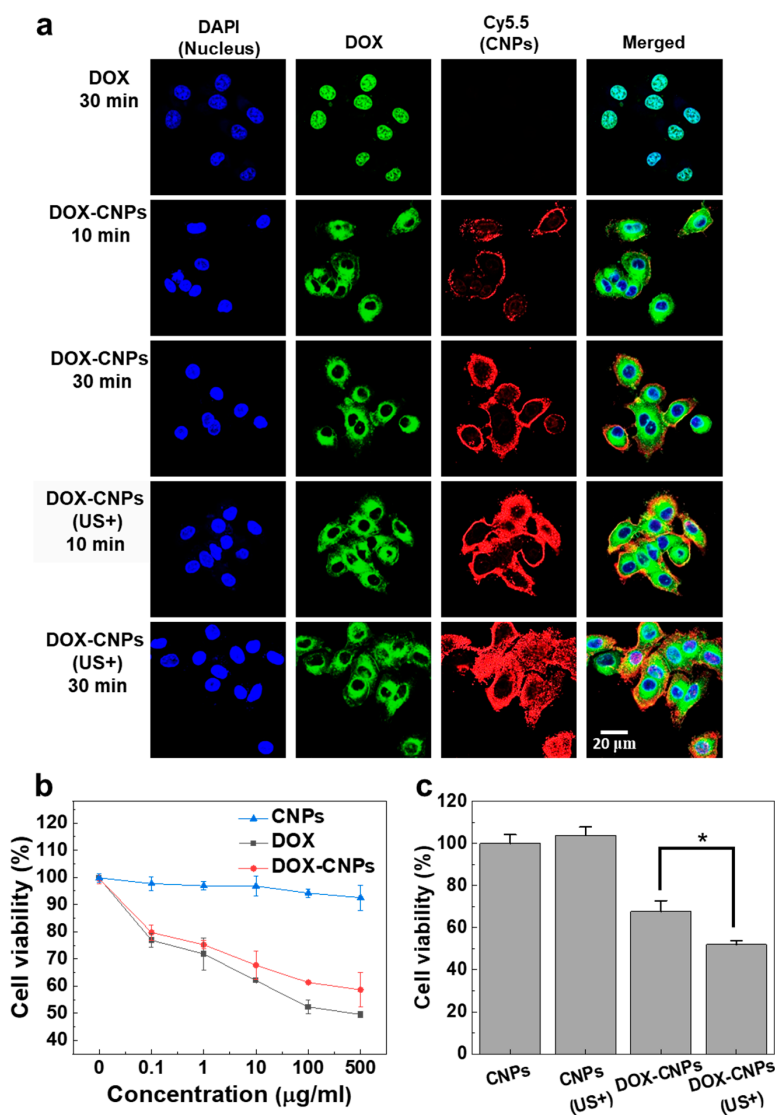 a
DAPI
(Nucleus)
DOX
Cy5.5
(CNPs)
Merged
DOX
30 min
DOX-CNPs
10 min
DOX-CNPs
30 min
DOX-CNPs
(US+)
10 min
DOX-CNPs
(US+)
30 min
20 μm
b
CNPs
DOX
DOX-CNPs
Cell viability (%)
120
110
100
90
80
70
60
50
40
0
0.1
1
10
100
500
Concentration (μg/ml)
c
*
Cell viability (%)
120
100
80
60
40
20
0
CNPs
CNPs
(US+)
DOX-CNPs
DOX-CNPs
(US+)